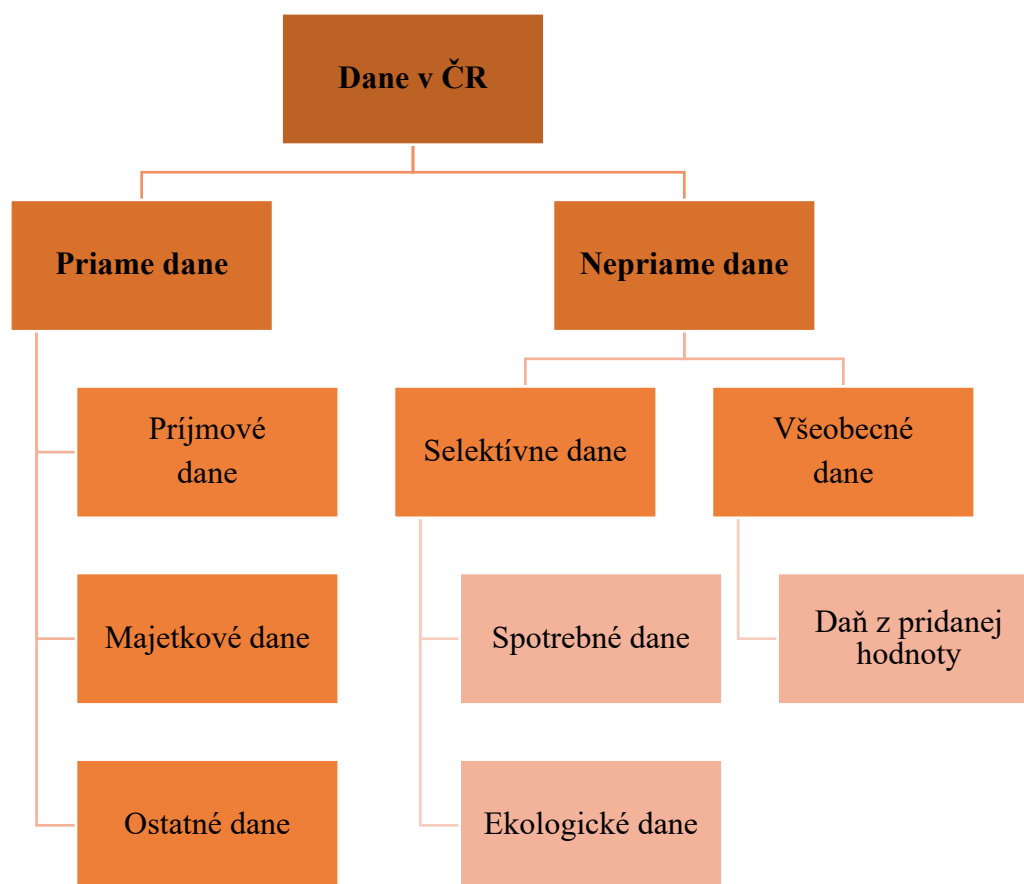 Dane v ČR
Priame dane
Nepriame dane
Príjmové
dane
Selektívne dane
Všeobecné
dane
Majetkové dane
Spotrebné dane
Daň z pridanej
hodnoty
Ostatné dane
Ekologické dane